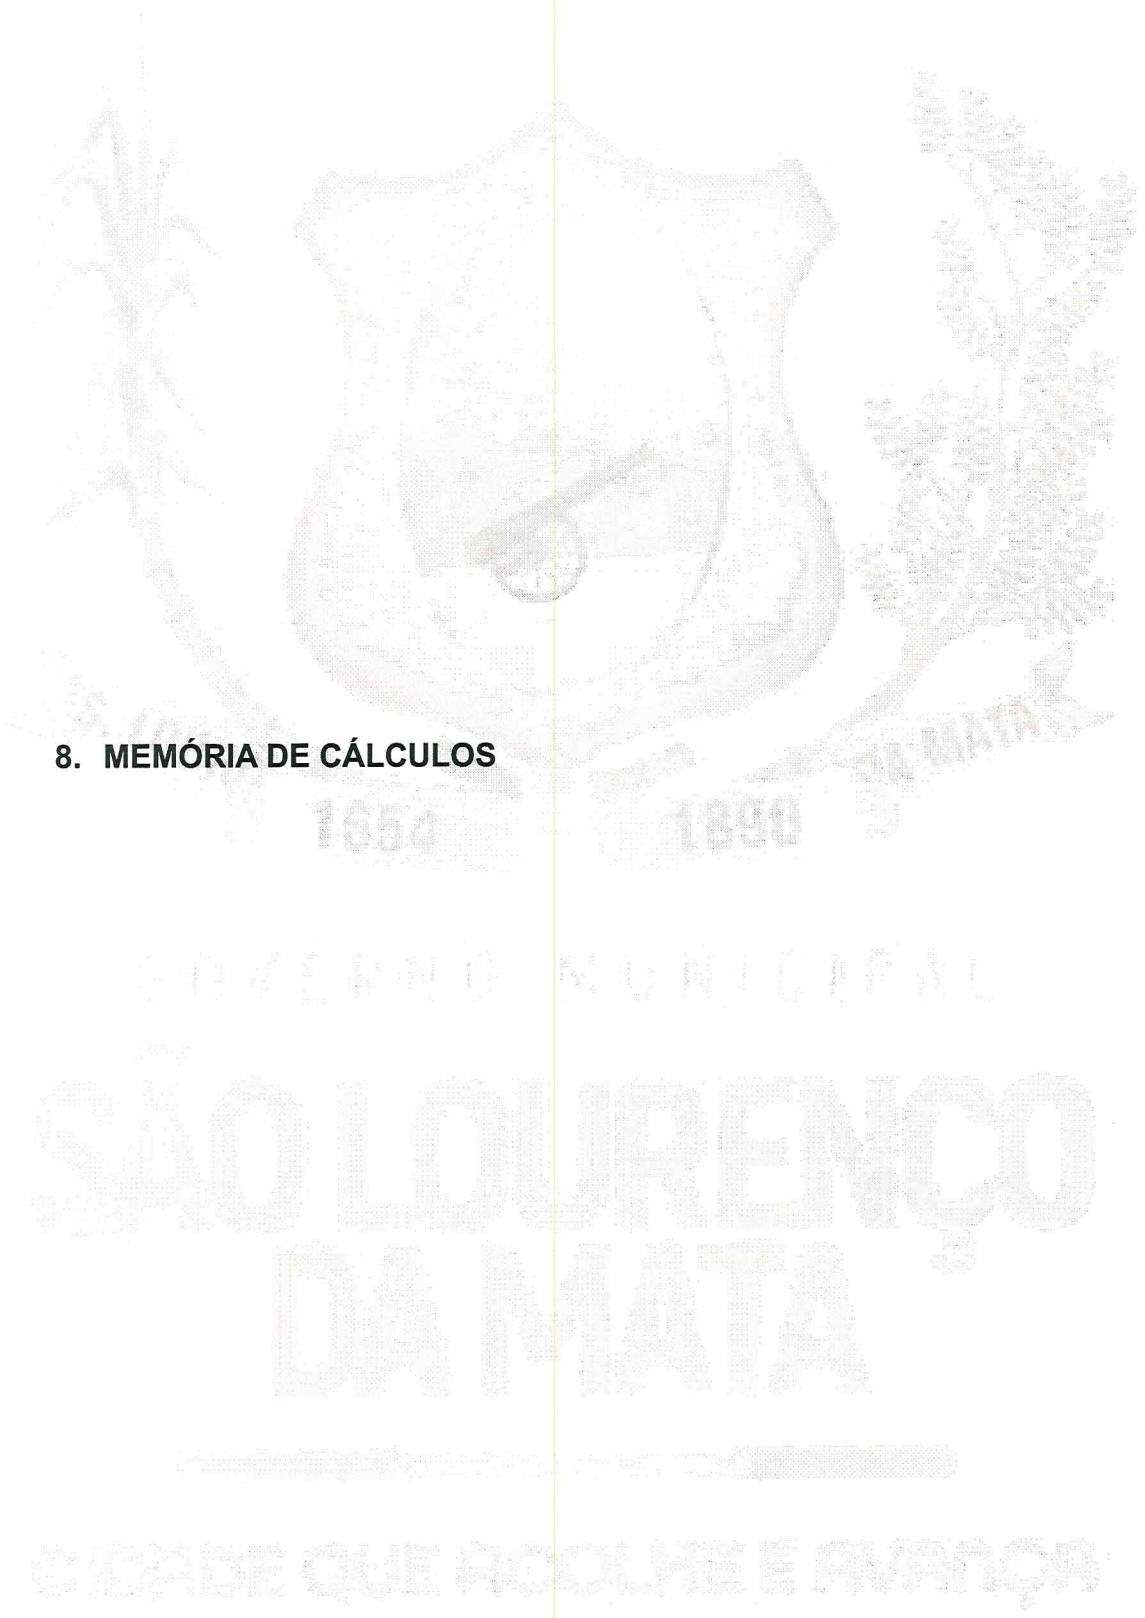 8. MEMÓRIA DE CÁLCULOS
S. LO
DA MATA
1654 1890
GOVERNO MUNICIPAL
SÃO LOURENÇO
DA MATA
CIDADE QUE ACOLHE E AVANÇA